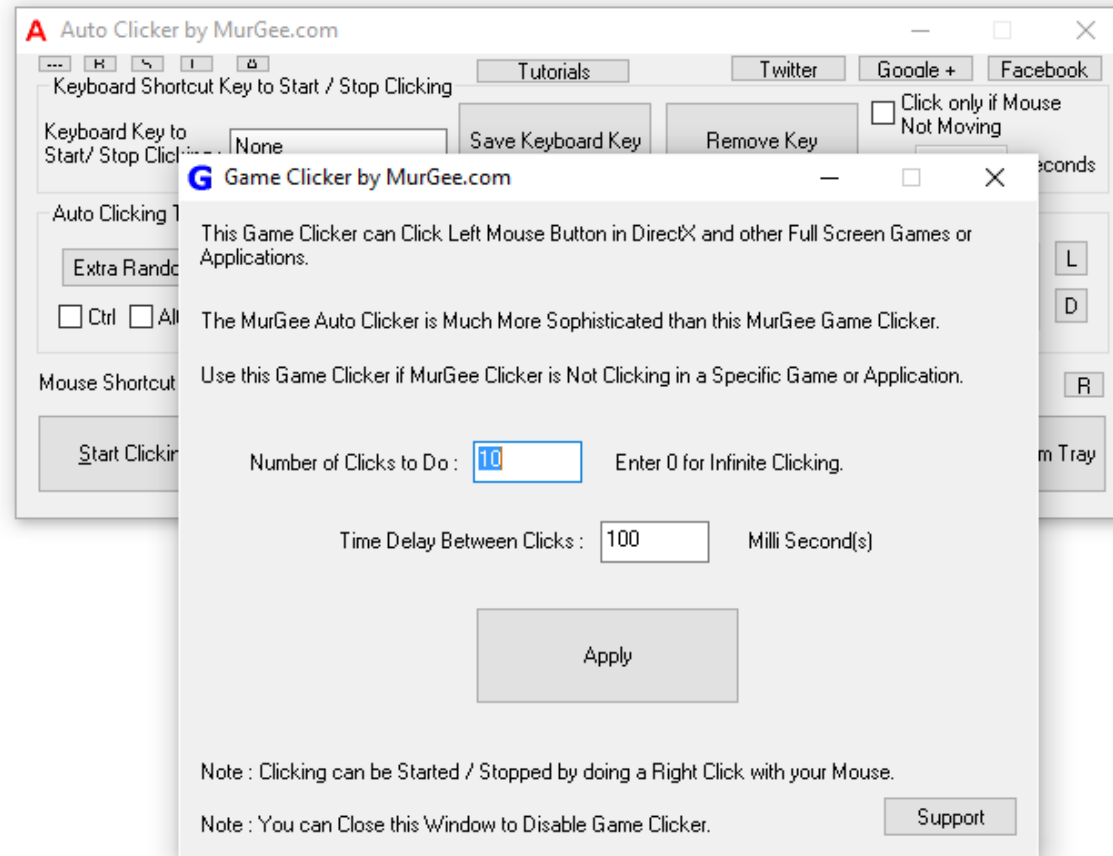 A Auto Clicker by MurGee.com
Tutorials Twitter Google + Facebook
Keyboard Shortcut Key to Start / Stop Clicking
Click only if Mouse
Not Moving
Keyboard Key to
Start/ Stop Clicking :
None
Save Keyboard Key
Remove Key
G Game Clicker by MurGee.com
Auto Clicking
L
This Game Clicker can Click Left Mouse Button in DirectX and other Full Screen Games or
Applications.
Extra
Ctrl
D
The MurGee Auto Clicker is Much More Sophisticated than this MurGee Game Clicker.
Mouse Shortcut
Use this Game Clicker if MurGee Clicker is Not Clicking in a Specific Game or Application.
R
Start
Tray
Number of Clicks to Do : 10 Enter 0 for Infinite Clicking.
Time Delay Between Clicks : 100 Milli Second(s)
Apply
Note : Clicking can be Started / Stopped by doing a Right Click with your Mouse.
Note : You can Close this Window to Disable Game Clicker.
Support